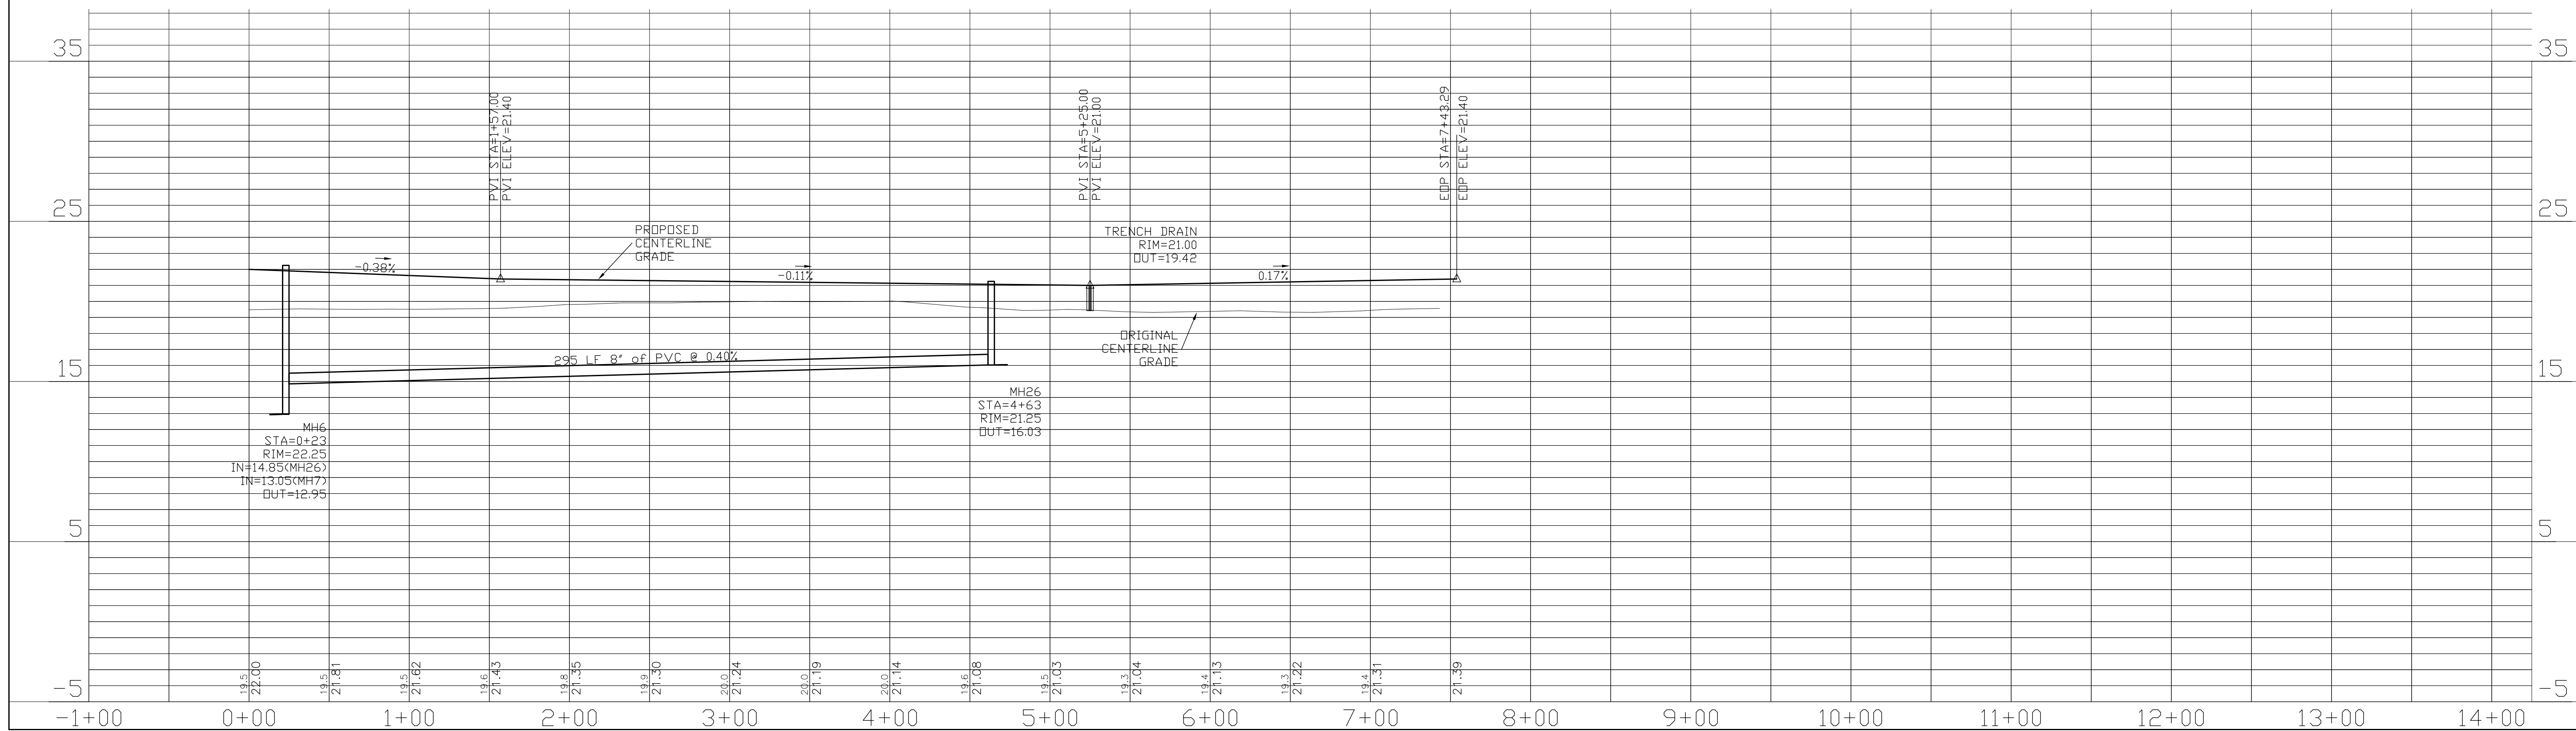 35
35
PVI STA=1+57.00
PVI ELEV=21.40
PVI STA=5+25.00
PVI ELEV=21.00
EOP STA=7+43.29
EOP ELEV=21.40
25
25
PROPOSED
CENTERLINE
GRADE
TRENCH DRAIN
RIM=21.00
OUT=19.42
-0.38%
-0.11%
0.17%
ORIGINAL
CENTERLINE
GRADE
295 LF 8" of PVC @ 0.40%
15
15
MH26
STA=4+63
RIM=21.25
OUT=16.03
MH6
STA=0+23
RIM=22.25
IN=14.85(MH26)
IN=13.05(MH7)
OUT=12.95
5
5
-5
-5
19.5
22.00
19.5
21.81
19.5
21.62
19.6
21.43
19.8
21.35
19.9
21.30
20.0
21.24
20.0
21.19
20.0
21.14
19.6
21.08
19.5
21.03
19.3
21.04
19.4
21.13
19.3
21.22
19.4
21.31
21.39
-1+00 0+00 1+00 2+00 3+00 4+00 5+00 6+00 7+00 8+00 9+00 10+00 11+00 12+00 13+00 14+00